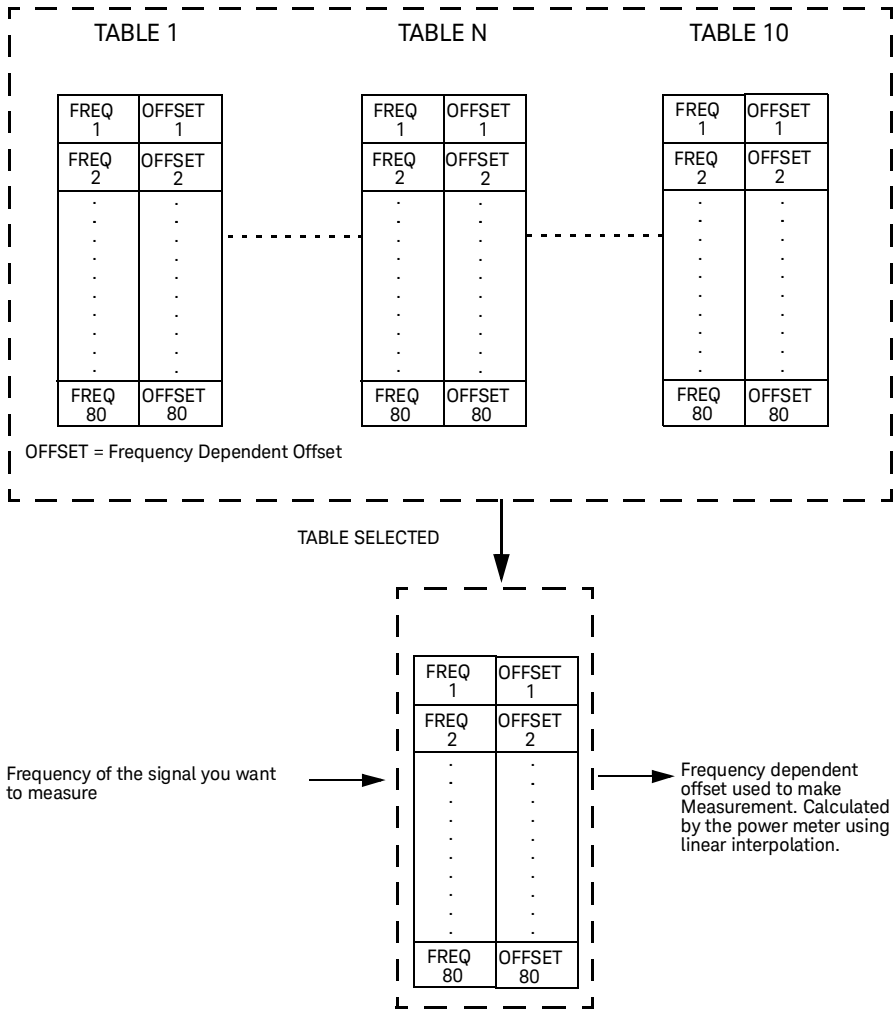 TABLE 1 TABLE N TABLE 10
FREQ OFFSET FREQ OFFSET FREQ OFFSET
1 1 1 1 1 1
FREQ OFFSET FREQ OFFSET FREQ OFFSET
2 2 2 2 2 2
FREQ OFFSET FREQ OFFSET FREQ OFFSET
80 80 80 80 80 80
OFFSET = Frequency Dependent Offset
TABLE SELECTED
FREQ OFFSET
1 1
FREQ OFFSET
2 2
Frequency of the signal you want
to measure
Frequency dependent
offset used to make
Measurement. Calculated
by the power meter using
linear interpolation.
FREQ OFFSET
80 80